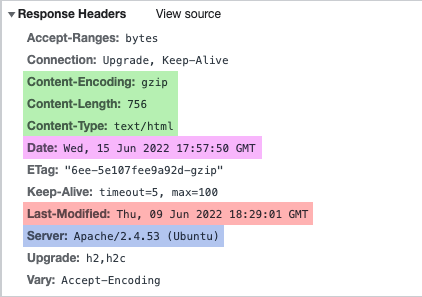 Response Headers View source
Accept-Ranges: bytes
Connection: Upgrade, Keep-Alive
Content-Encoding: gzip
Content-Length: 756
Content-Type: text/html
Date: Wed, 15 Jun 2022 17:57:50 GMT
ETag: "6ee-5e107fee9a92d-gzip"
Keep-Alive: timeout=5, max=100
Last-Modified: Thu, 09 Jun 2022 18:29:01 GMT
Server: Apache/2.4.53 (Ubuntu)
Upgrade: h2,h2c
Vary: Accept-Encoding